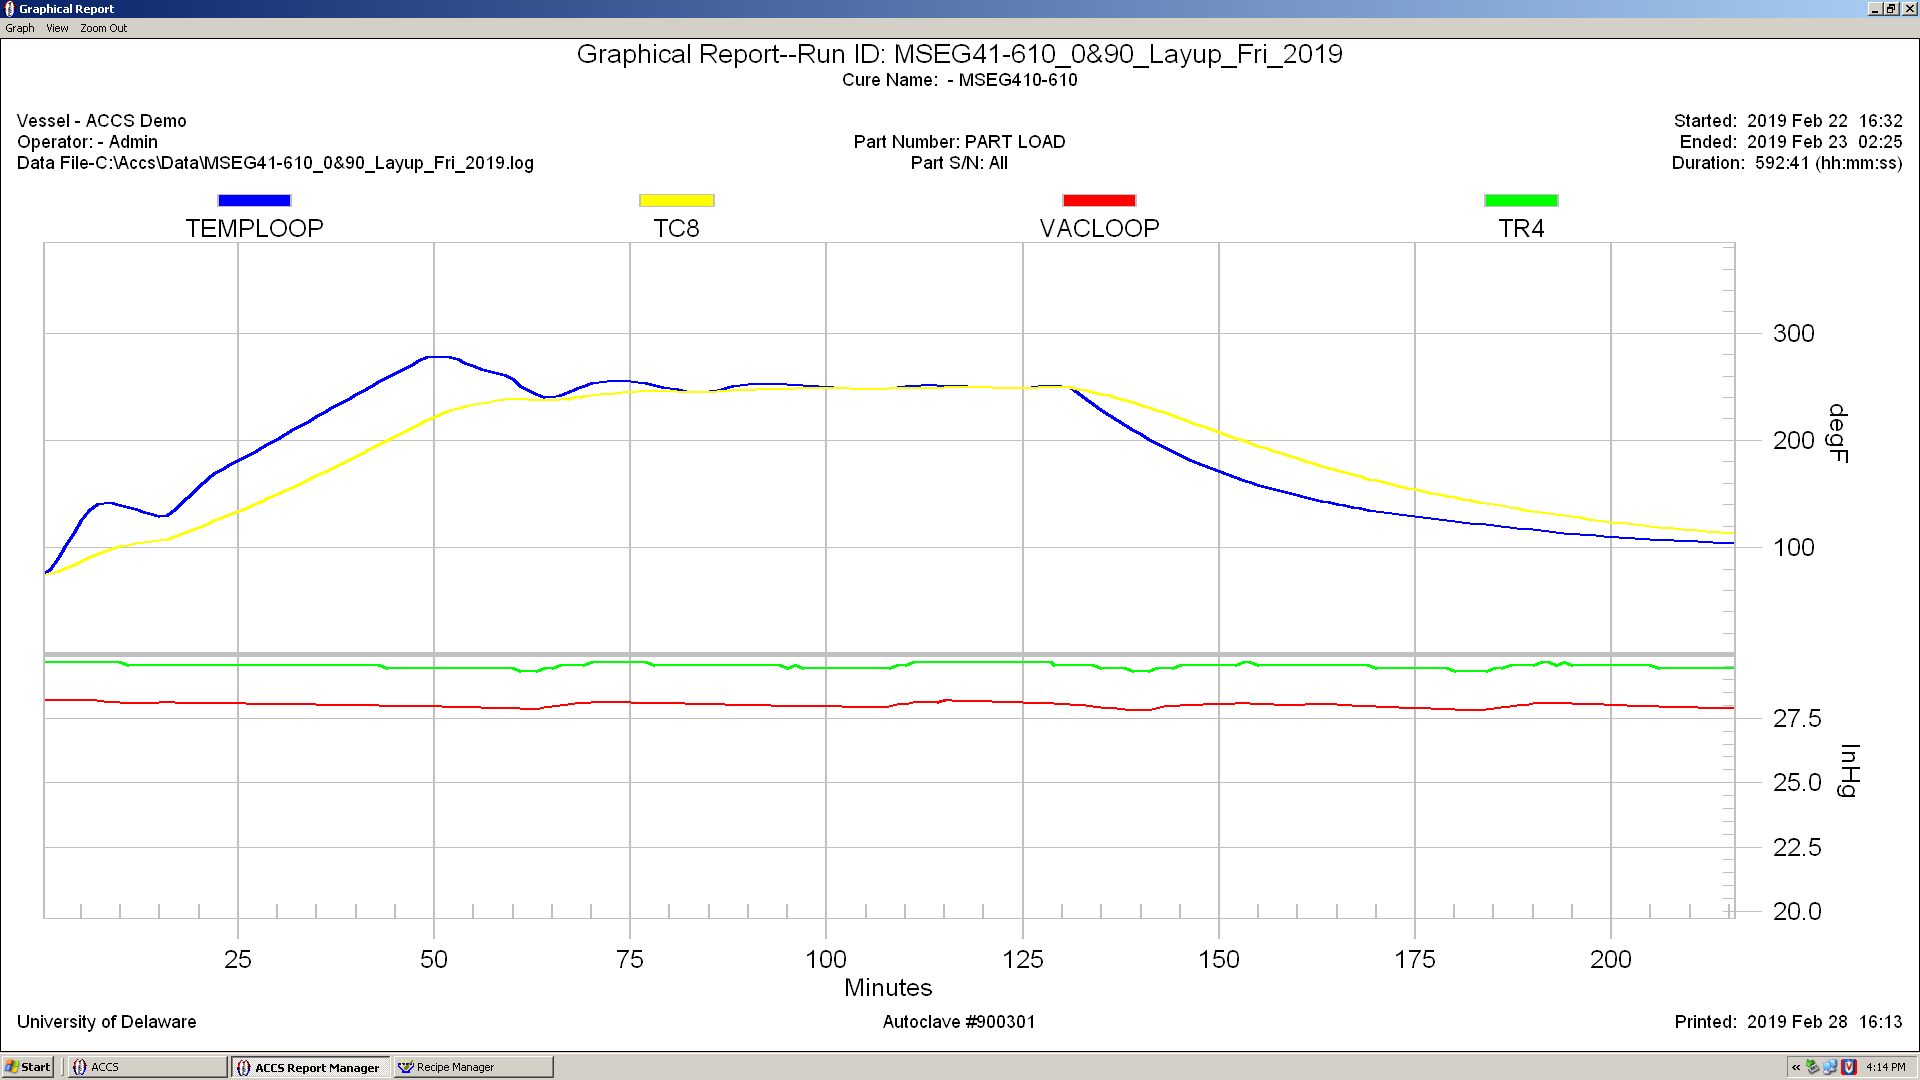 Graphical Report
Graph View Zoom Out
Graphical Report--Run ID: MSEG41-610_0&90_Layup_Fri_2019
Cure Name:  - MSEG410-610
Vessel - ACCS Demo
Started:  2019 Feb 22  16:32
Operator: - Admin
Part Number: PART LOAD
Ended:  2019 Feb 23  02:25
Data File-C:\Accs\Data\MSEG41-610_0&90_Layup_Fri_2019.log
Part S/N: All
Duration:  592:41 (hh:mm:ss)
TEMPLOOP TC8 VACLOOP TR4
300
200
100
degF
27.5
25.0
22.5
20.0
InHg
25 50 75 100 125 150 175 200
Minutes
University of Delaware
Autoclave #900301
Printed:  2019 Feb 28  16:13
Start ACCS ACCS Report Manager Recipe Manager « 4:14 PM